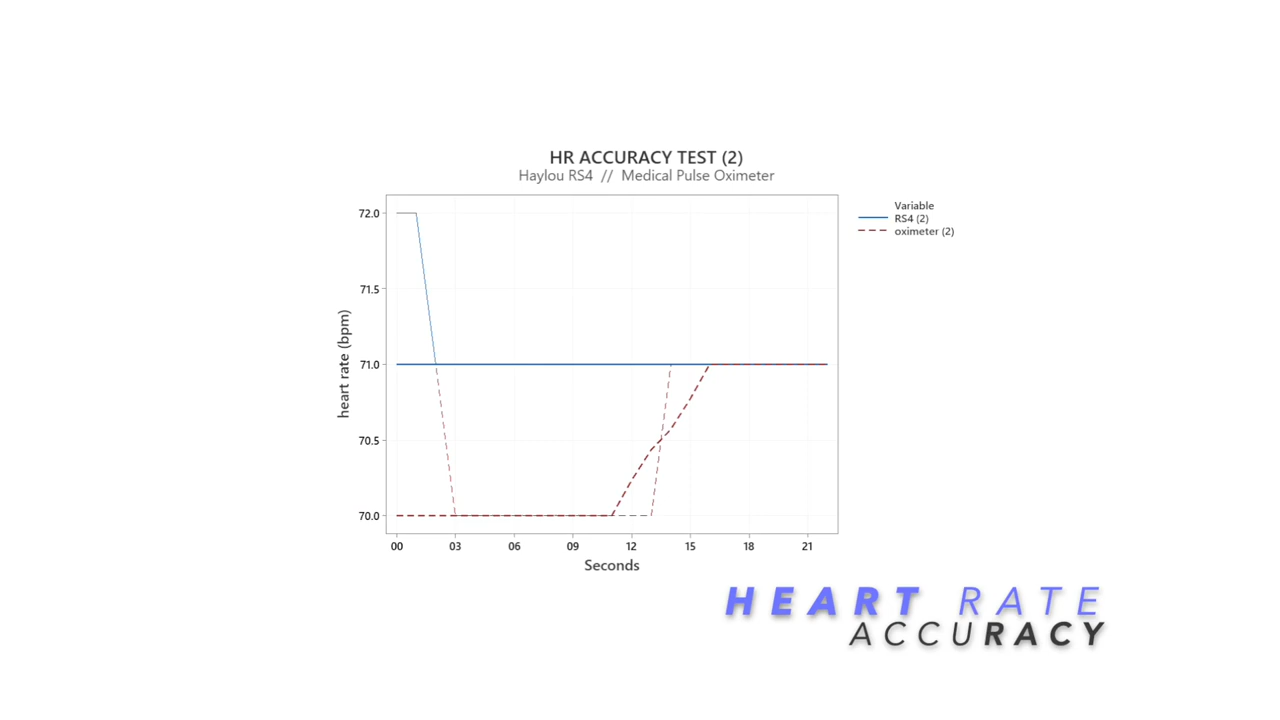 HR ACCURACY TEST (2)
Haylou RS4 // Medical Pulse Oximeter
Variable
RS4 (2)
oximeter (2)
72.0
71.5
71.0
70.5
70.0
heart rate (bpm)
00 03 06 09 12 15 18 21
Seconds
HEART RATE
ACCURACY